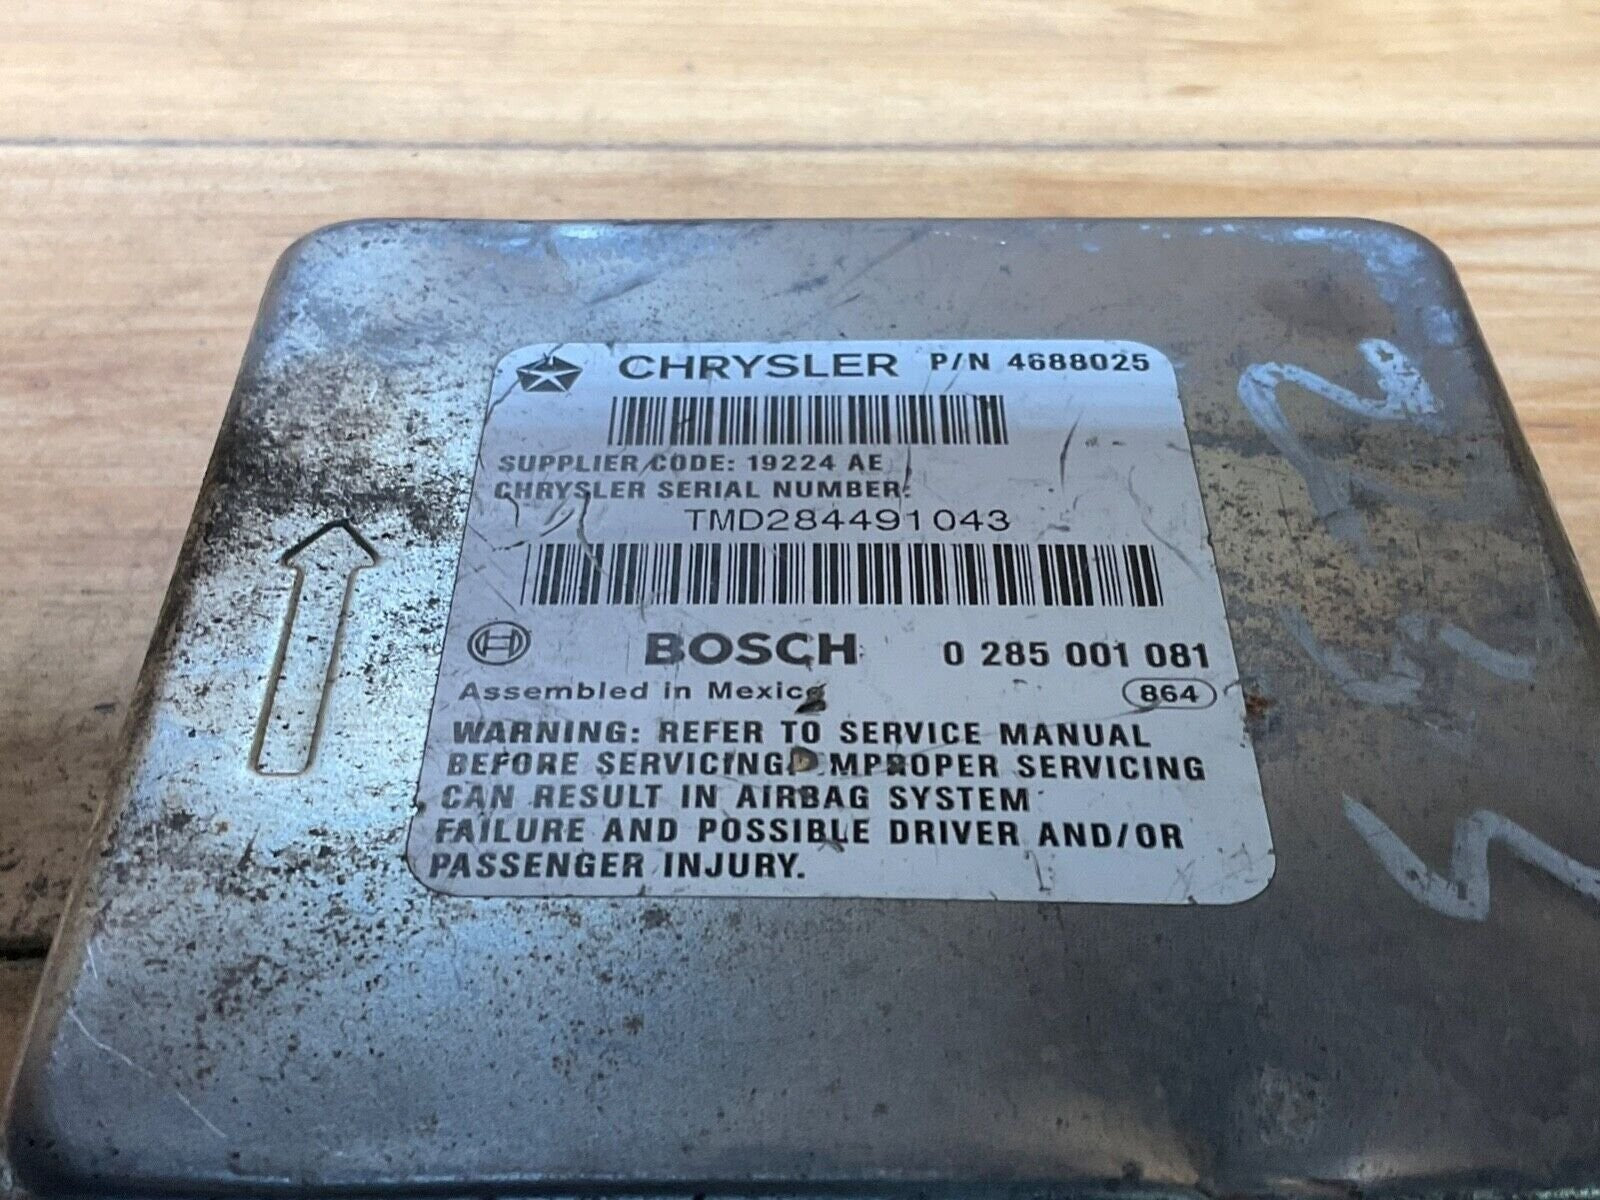 CHRYSLER P/N 4688025
SUPPLIER CODE: 19224 AE
CHRYSLER SERIAL NUMBER:
TMD284491043
BOSCH 0 285 001 081
Assembled in Mexico 864
WARNING: REFER TO SERVICE MANUAL
BEFORE SERVICING. IMPROPER SERVICING
CAN RESULT IN AIRBAG SYSTEM
FAILURE AND POSSIBLE DRIVER AND/OR
PASSENGER INJURY.